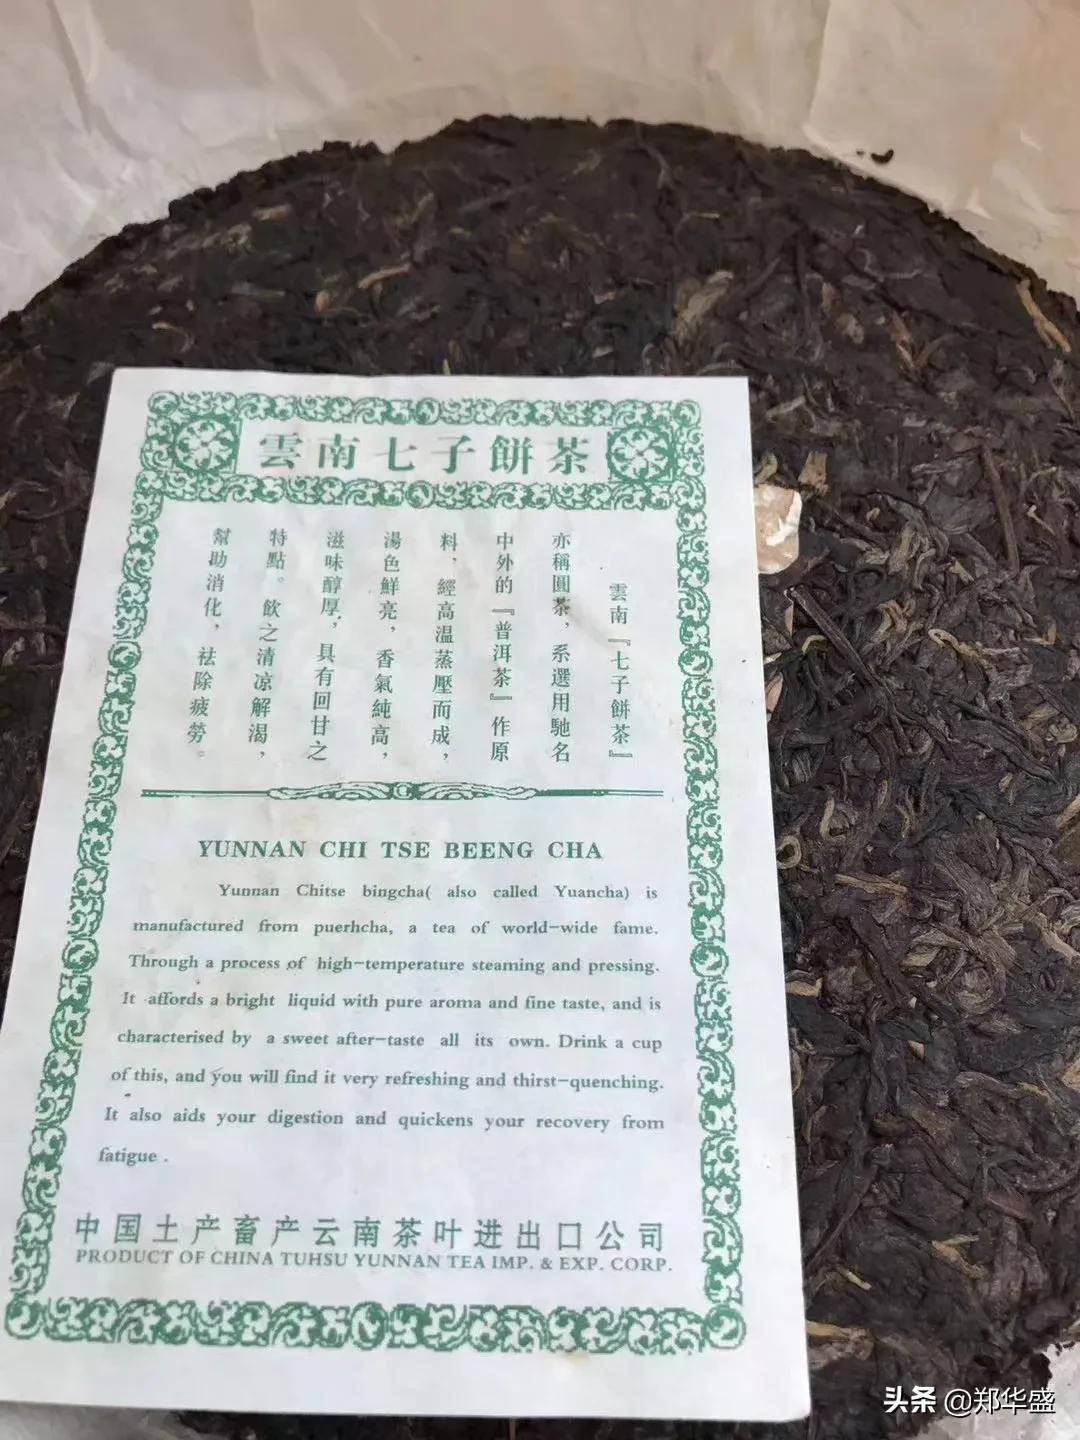 雲南七子餅茶
雲南『七子餅茶』
亦稱圓茶，系選用馳名
中外的『普洱茶』作原
料，經高温蒸壓而成，
湯色鮮亮，香氣純高，
滋味醇厚，具有回甘之
特點。飲之清凉解渴，
幫助消化，祛除疲勞。
YUNNAN CHI TSE BEENG CHA
Yunnan Chitse bingcha( also called Yuancha) is
manufactured from puerhcha, a tea of world-wide fame.
Through a process of high-temperature steaming and pressing.
It affords a bright liquid with pure aroma and fine taste, and is
characterised by a sweet after-taste all its own. Drink a cup
of this, and you will find it very refreshing and thirst-quenching.
It also aids your digestion and quickens your recovery from
fatigue .
中国土产畜产云南茶叶进出口公司
PRODUCT OF CHINA TUHSU YUNNAN TEA IMP. & EXP. CORP.
头条 @郑华盛